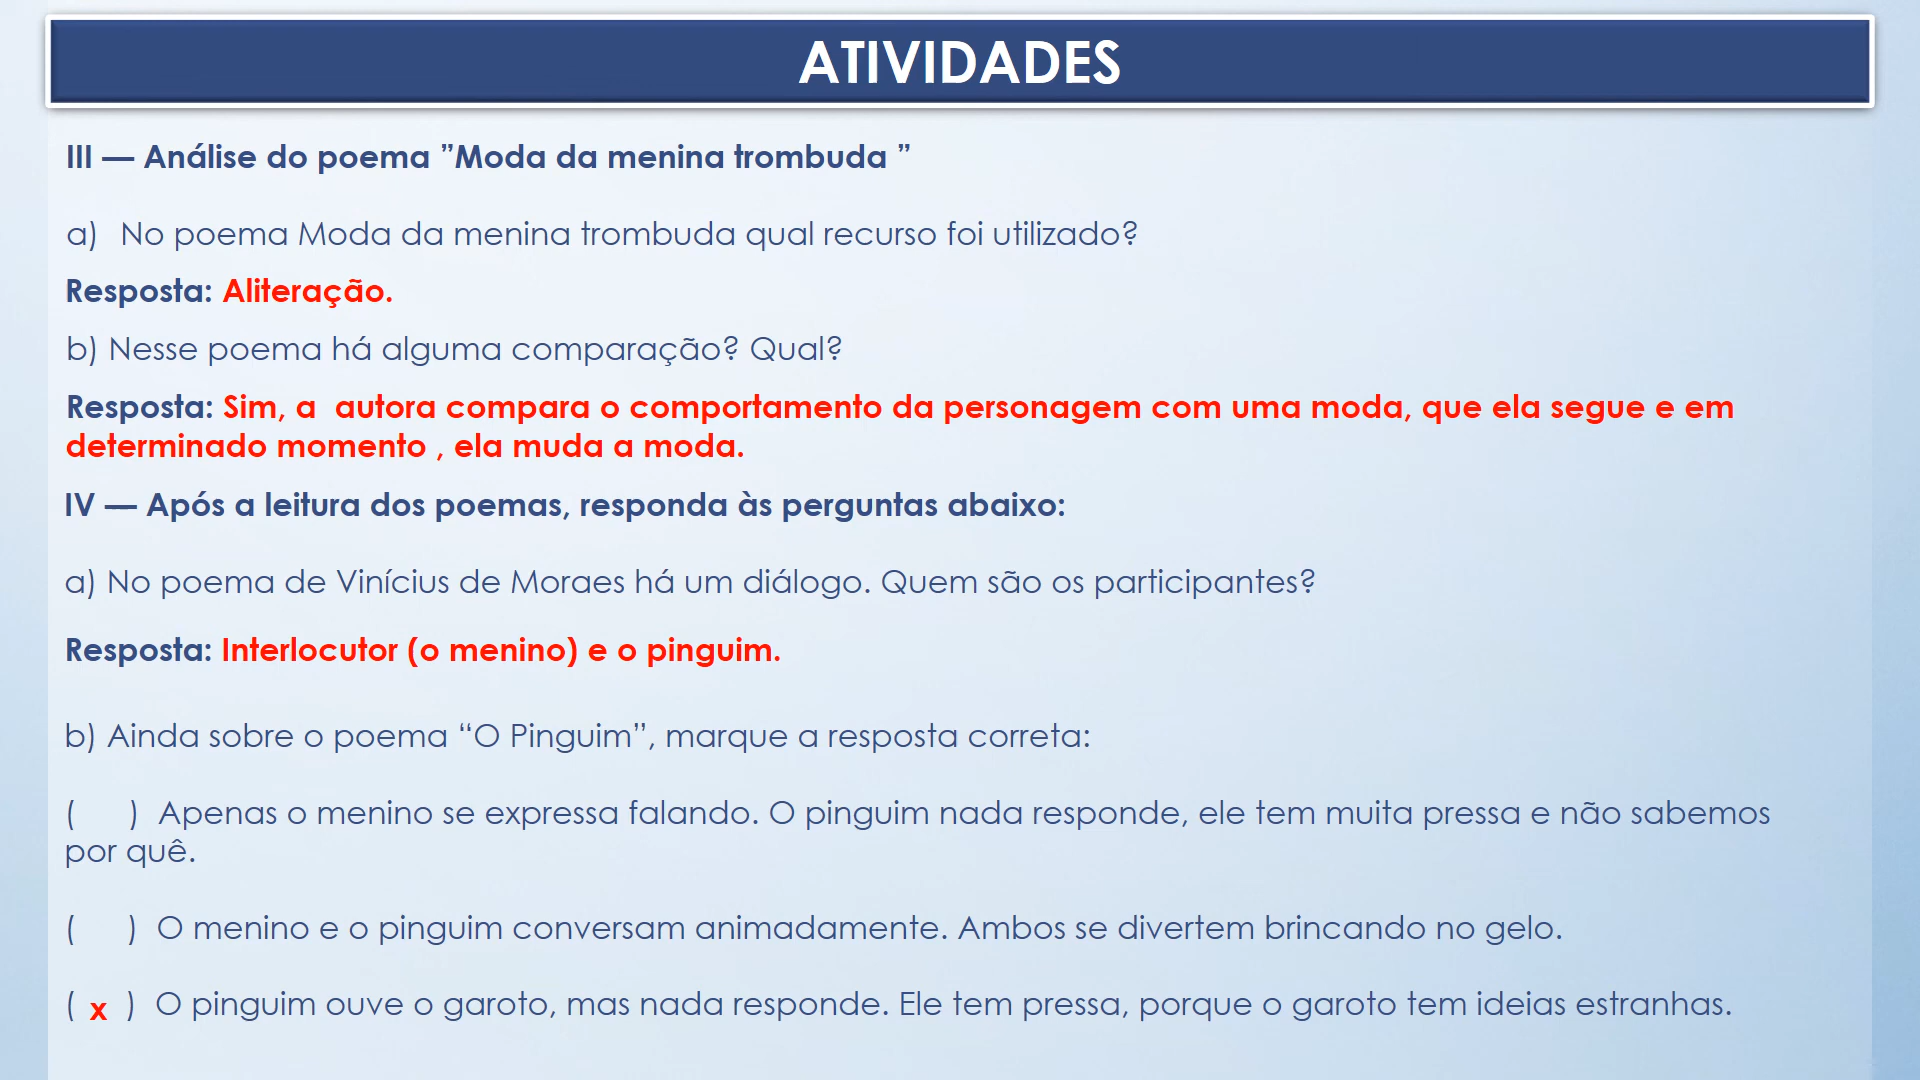 ATIVIDADES
III — Análise do poema ”Moda da menina trombuda ”
a) No poema Moda da menina trombuda qual recurso foi utilizado?
Resposta: Aliteração.
b) Nesse poema há alguma comparação? Qual?
Resposta: Sim, a autora compara o comportamento da personagem com uma moda, que ela segue e em
determinado momento , ela muda a moda.
IV — Após a leitura dos poemas, responda às perguntas abaixo:
a) No poema de Vinícius de Moraes há um diálogo. Quem são os participantes?
Resposta: Interlocutor (o menino) e o pinguim.
b) Ainda sobre o poema “O Pinguim”, marque a resposta correta:
( ) Apenas o menino se expressa falando. O pinguim nada responde, ele tem muita pressa e não sabemos
por quê.
( ) O menino e o pinguim conversam animadamente. Ambos se divertem brincando no gelo.
( x ) O pinguim ouve o garoto, mas nada responde. Ele tem pressa, porque o garoto tem ideias estranhas.